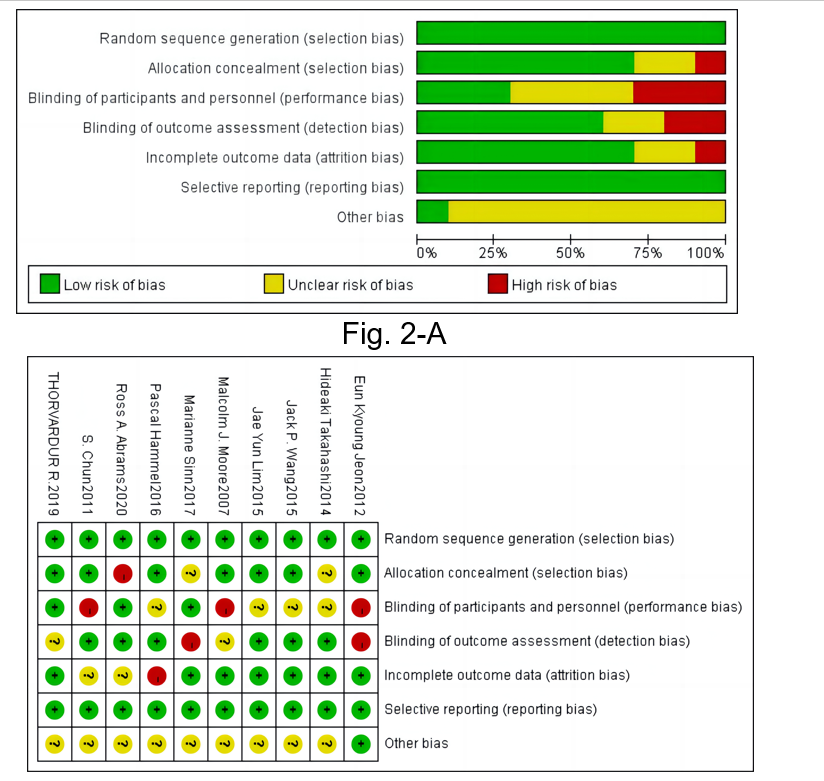 Random sequence generation (selection bias)
Allocation concealment (selection bias)
Blinding of participants and personnel (performance bias)
Blinding of outcome assessment (detection bias)
Incomplete outcome data (attrition bias)
Selective reporting (reporting bias)
Other bias
0% 25% 50% 75% 100%
Low risk of bias Unclear risk of bias High risk of bias
Fig. 2-A
THORVARDUR R.2019
S. Chun2011
Ross A. Abrams2020
Pascal Hammel2016
Marianne Sinn2017
Malcolm J. Moore2007
Jae Yun Lim2015
Jack P. Wang2015
Hideaki Takahashi2014
Eun Kyoung Jeon2012
+ + + + + + + + + + Random sequence generation (selection bias)
+ + - + ? + + + ? + Allocation concealment (selection bias)
+ - + ? + - ? ? ? - Blinding of participants and personnel (performance bias)
? + + + - ? + + + - Blinding of outcome assessment (detection bias)
+ ? ? - + + + + + + Incomplete outcome data (attrition bias)
+ + + + + + + + + + Selective reporting (reporting bias)
? ? ? ? ? ? ? ? ? + Other bias